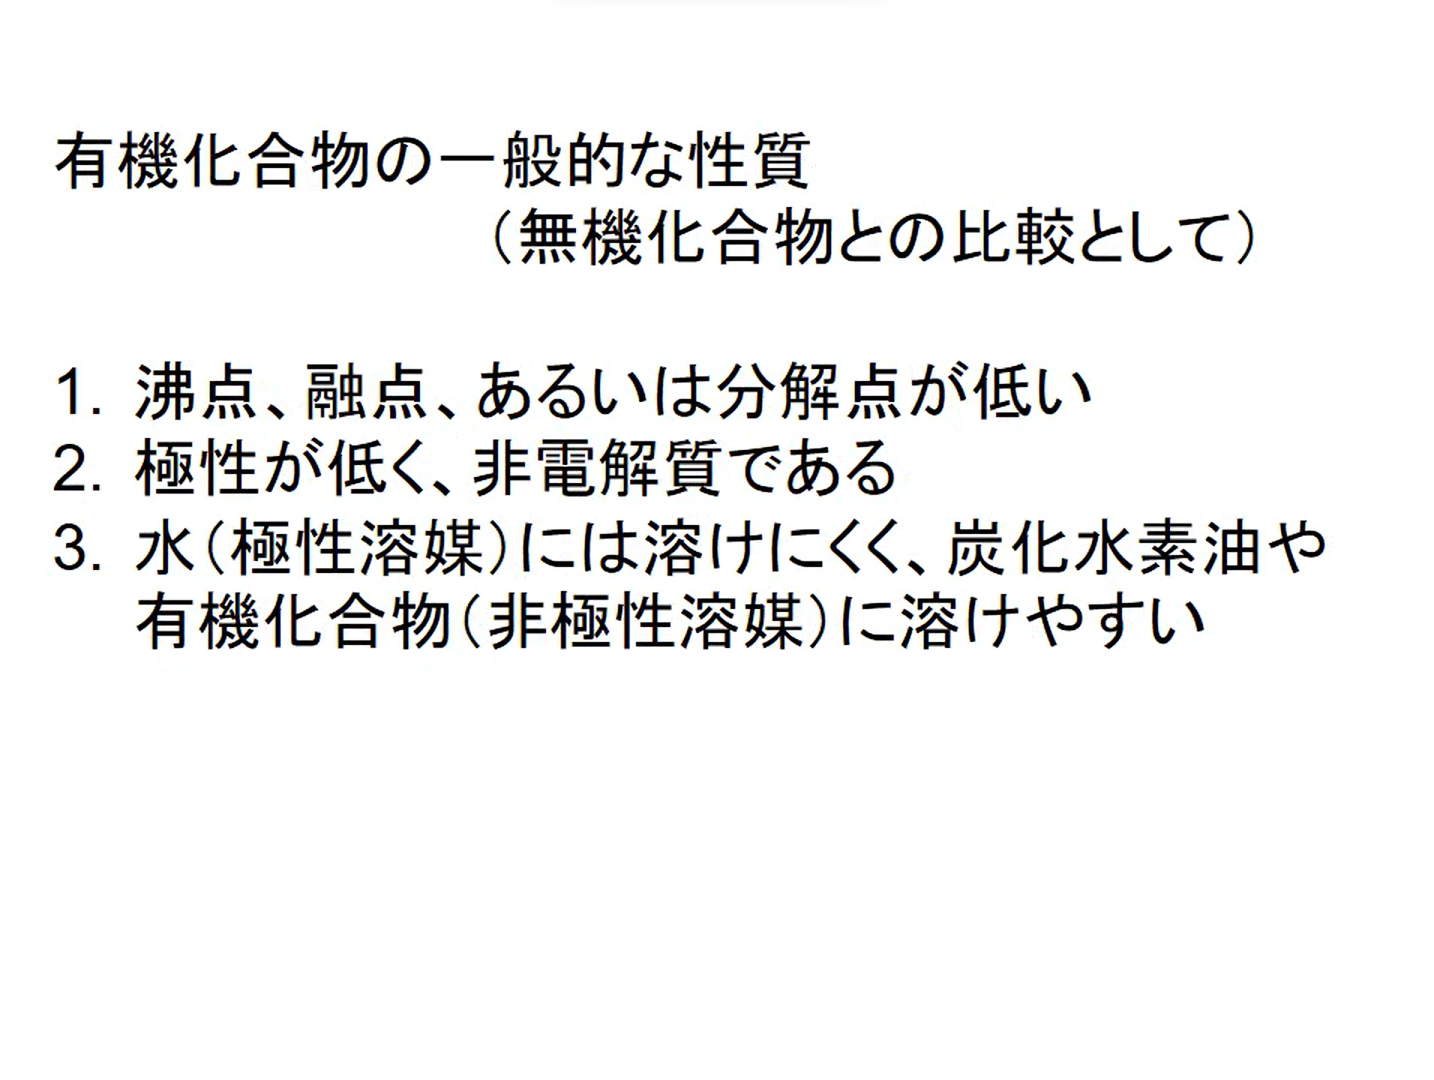 有機化合物の一般的な性質
（無機化合物との比較として）
1. 沸点、融点、あるいは分解点が低い
2. 極性が低く、非電解質である
3. 水（極性溶媒）には溶けにくく、炭化水素油や
有機化合物（非極性溶媒）に溶けやすい